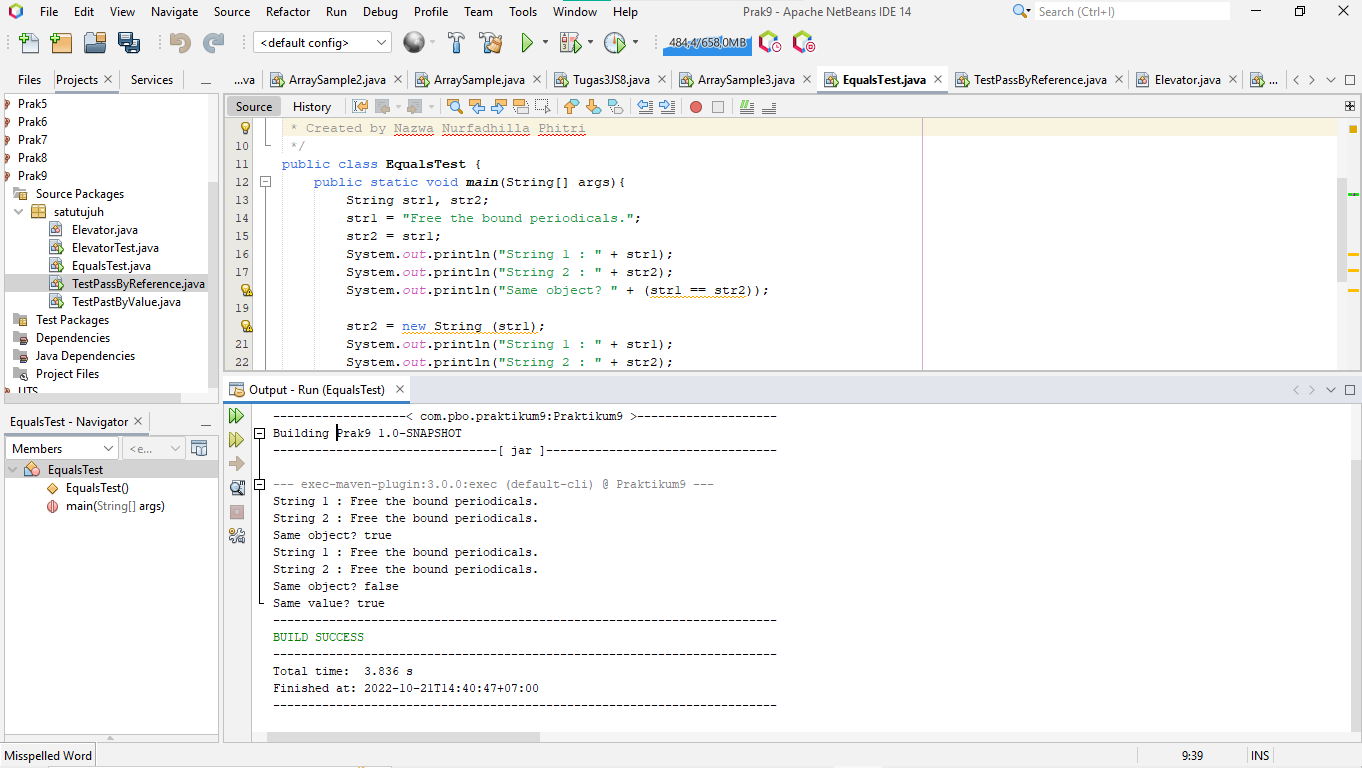 File Edit View Navigate Source Refactor Run Debug Profile Team Tools Window Help Prak9 - Apache NetBeans IDE 14 Search (Ctrl+I)
<default config> 484,4/658,0MB
Files Projects Services
...va ArraySample2.java ArraySample.java Tugas3JS8.java ArraySample3.java EqualsTest.java TestPassByReference.java Elevator.java ...
Prak5
Prak6
Prak7
Prak8
Prak9
Source Packages
satutujuh
Elevator.java
ElevatorTest.java
EqualsTest.java
TestPassByReference.java
TestPastByValue.java
Test Packages
Dependencies
Java Dependencies
Project Files
UTS
Source History
* Created by Nazwa Nurfadhilla Phitri
10 */
11 public class EqualsTest {
12 public static void main(String[] args){
13 String str1, str2;
14 str1 = "Free the bound periodicals.";
15 str2 = str1;
16 System.out.println("String 1 : " + str1);
17 System.out.println("String 2 : " + str2);
System.out.println("Same object? " + (str1 == str2));
19
str2 = new String (str1);
21 System.out.println("String 1 : " + str1);
22 System.out.println("String 2 : " + str2);
EqualsTest - Navigator
Members <e...
EqualsTest
EqualsTest()
main(String[] args)
Output - Run (EqualsTest)
-------------------< com.pbo.praktikum9:Praktikum9 >--------------------
Building Prak9 1.0-SNAPSHOT
--------------------------------[ jar ]---------------------------------
--- exec-maven-plugin:3.0.0:exec (default-cli) @ Praktikum9 ---
String 1 : Free the bound periodicals.
String 2 : Free the bound periodicals.
Same object? true
String 1 : Free the bound periodicals.
String 2 : Free the bound periodicals.
Same object? false
Same value? true
------------------------------------------------------------------------
BUILD SUCCESS
------------------------------------------------------------------------
Total time:  3.836 s
Finished at: 2022-10-21T14:40:47+07:00
------------------------------------------------------------------------
Misspelled Word 9:39 INS